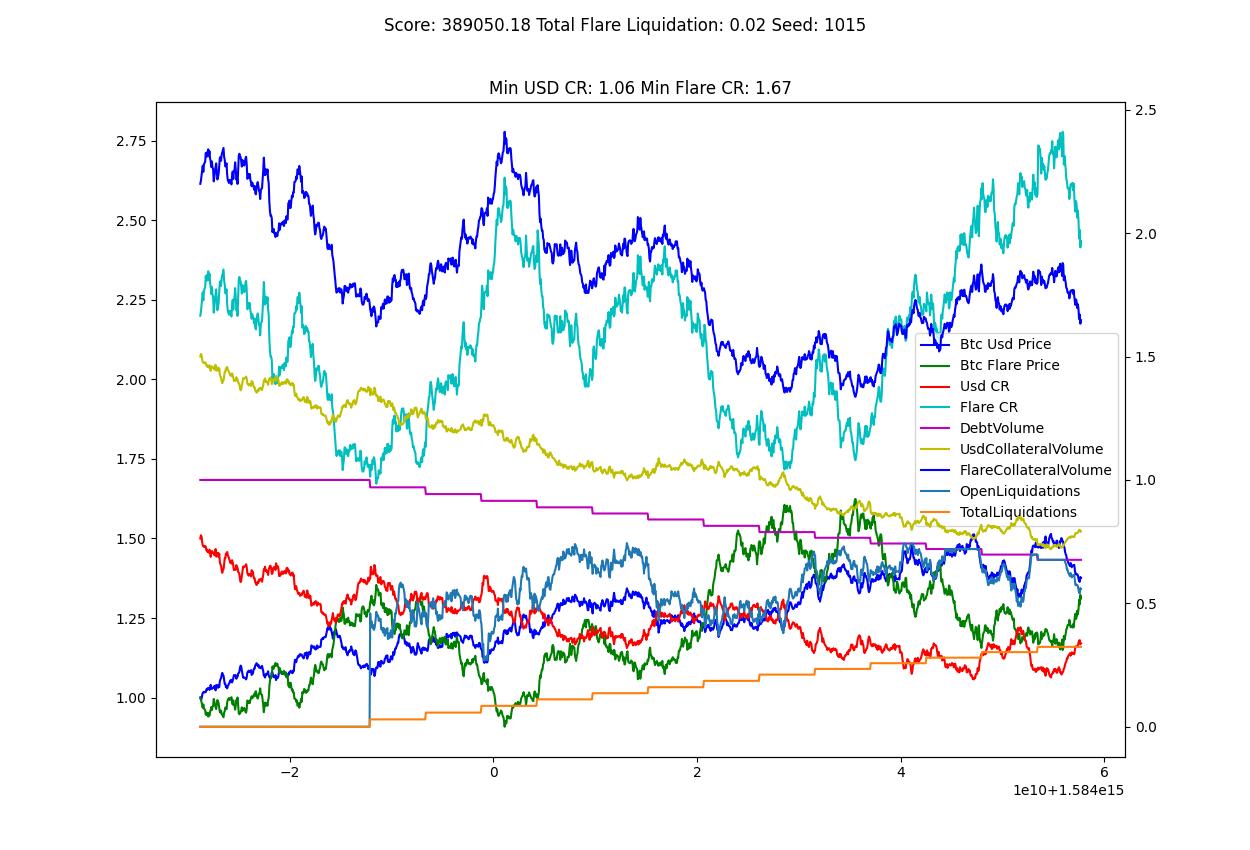 Score: 389050.18 Total Flare Liquidation: 0.02 Seed: 1015
Min USD CR: 1.06 Min Flare CR: 1.67
2.75
2.50
2.25
2.00
1.75
1.50
1.25
1.00
2.5
2.0
1.5
1.0
0.5
0.0
Btc Usd Price
Btc Flare Price
Usd CR
Flare CR
DebtVolume
UsdCollateralVolume
FlareCollateralVolume
OpenLiquidations
TotalLiquidations
−2 0 2 4 6
1e10+1.584e15